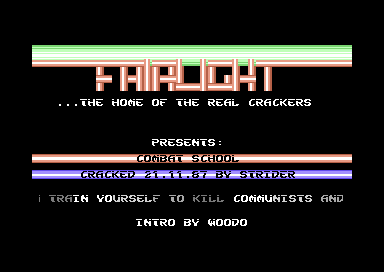 FAIRLIGHT
...THE HOME OF THE REAL CRACKERS
PRESENTS:
COMBAT SCHOOL
CRACKED 21.11.87 BY STRIDER
TRAIN YOURSELF TO KILL COMMUNISTS AND
INTRO BY WOODO